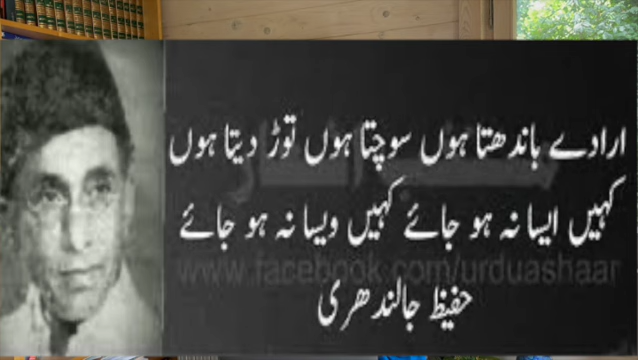 ارادے باندھتا ہوں سوچتا ہوں توڑ دیتا ہوں
کہیں ایسا نہ ہو جائے کہیں ویسا نہ ہو جائے
www.facebook.com/urduashaar
حفیظ جالندھری